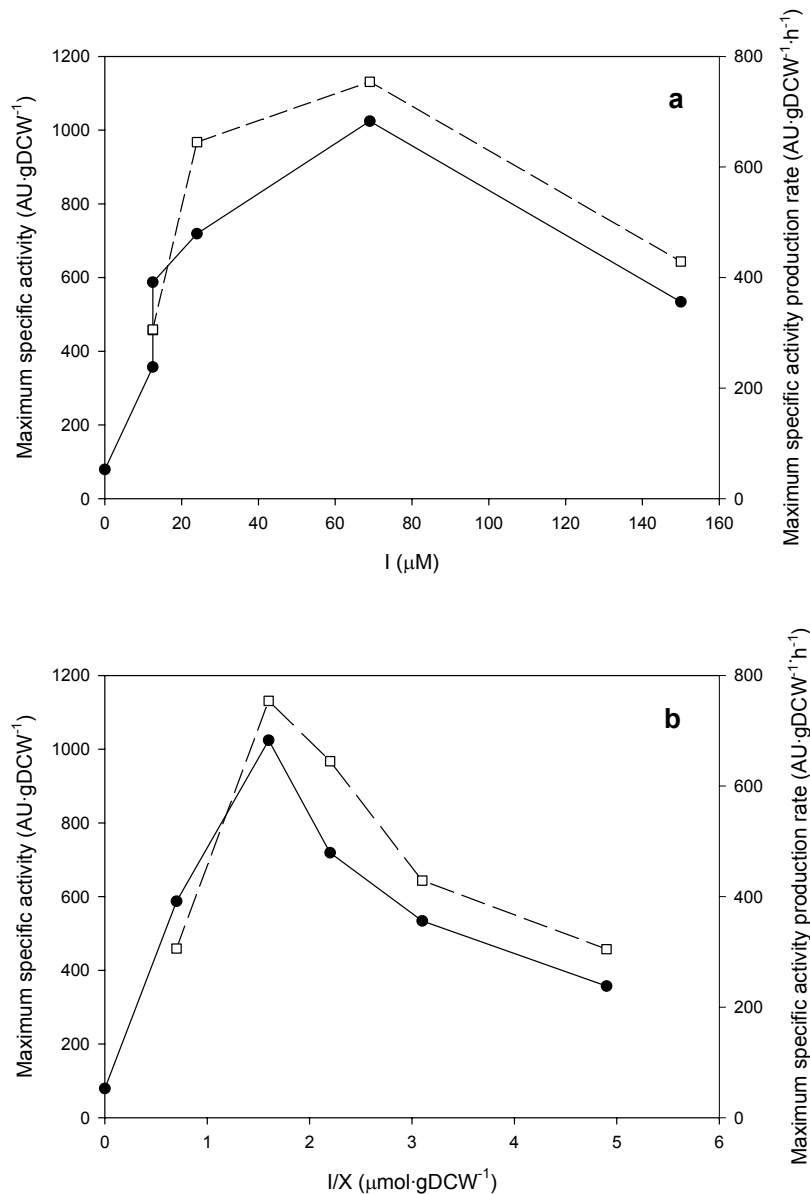 Maximum specific activity (AU·gDCW⁻¹)
1200
1000
800
600
400
200
0
a
800
600
400
200
0
Maximum specific activity production rate (AU·gDCW⁻¹·h⁻¹)
0 20 40 60 80 100 120 140 160
I (μM)
Maximum specific activity (AU·gDCW⁻¹)
1200
1000
800
600
400
200
0
b
800
600
400
200
0
Maximum specific activity production rate (AU·gDCW⁻¹·h⁻¹)
0 1 2 3 4 5 6
I/X (μmol·gDCW⁻¹)